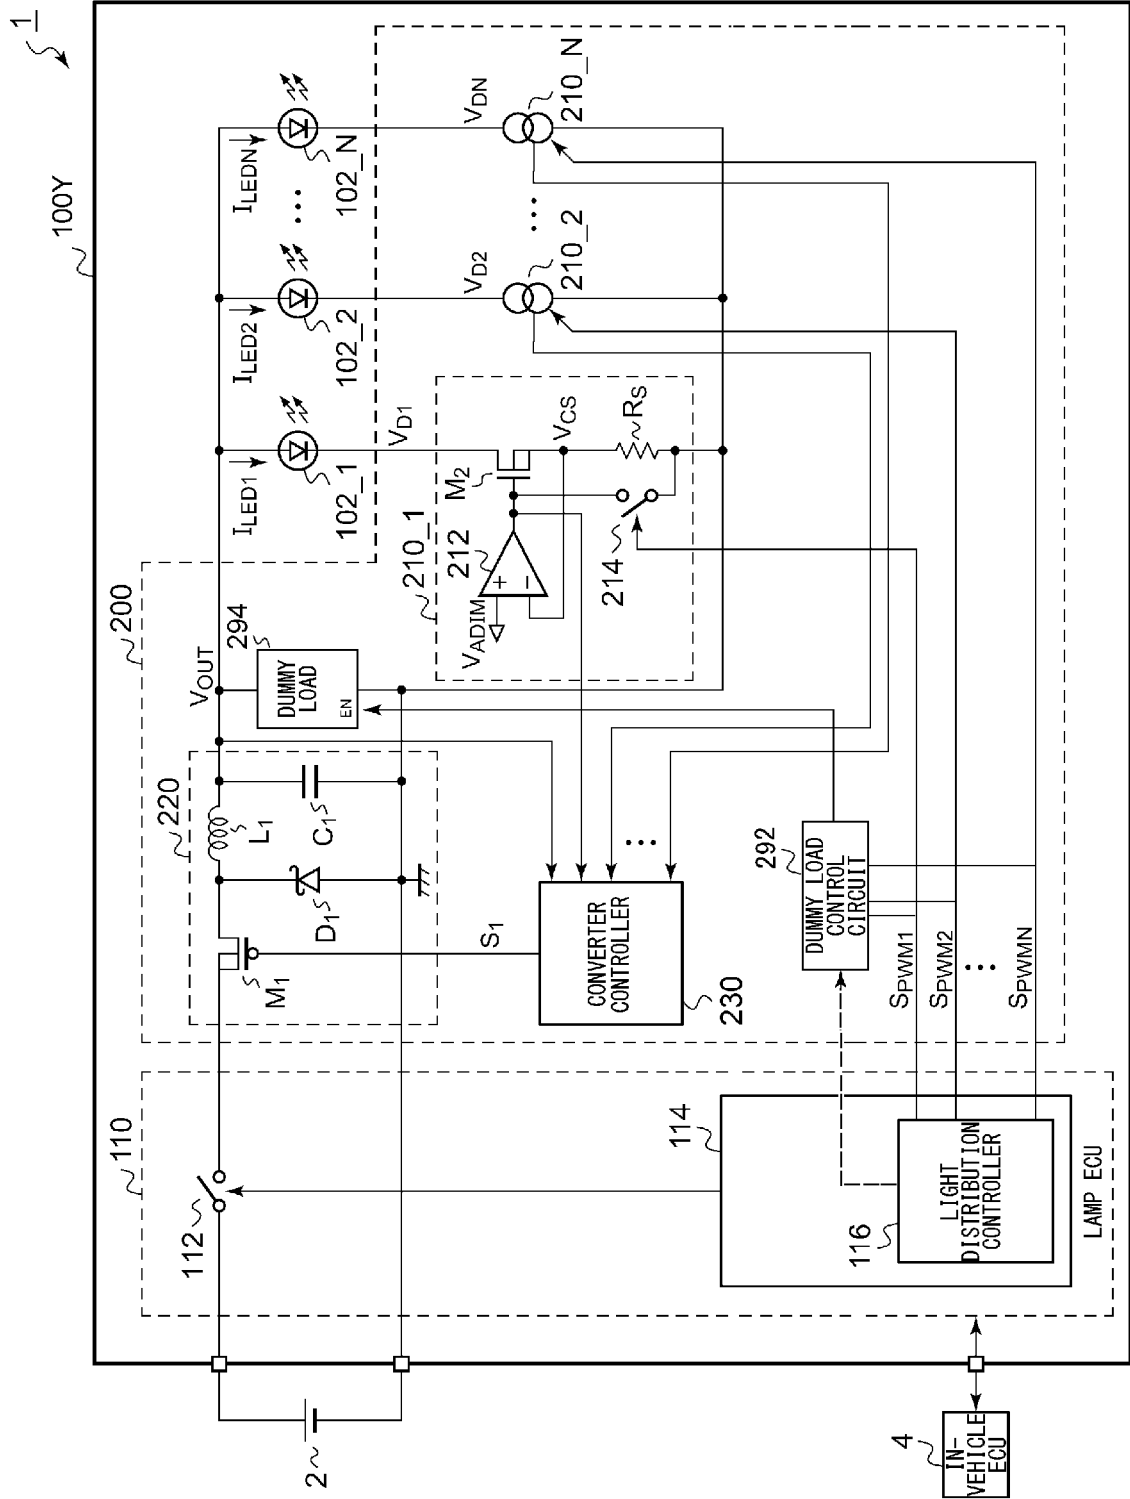 1
100Y
200
110
112
2
220
M1
D1
L1
C1
VOUT
294
DUMMY
LOAD
EN
ILED1
102_1
ILED2
102_2
...
ILEDN
102_N
VD1
VD2
VDN
210_1
212
VADIM
+
−
M2
VCS
RS
214
210_2
...
210_N
S1
CONVERTER
CONTROLLER
230
...
292
DUMMY LOAD
CONTROL
CIRCUIT
SPWM1
SPWM2
...
SPWMN
114
116
LIGHT
DISTRIBUTION
CONTROLLER
LAMP ECU
4
IN-
VEHICLE
ECU